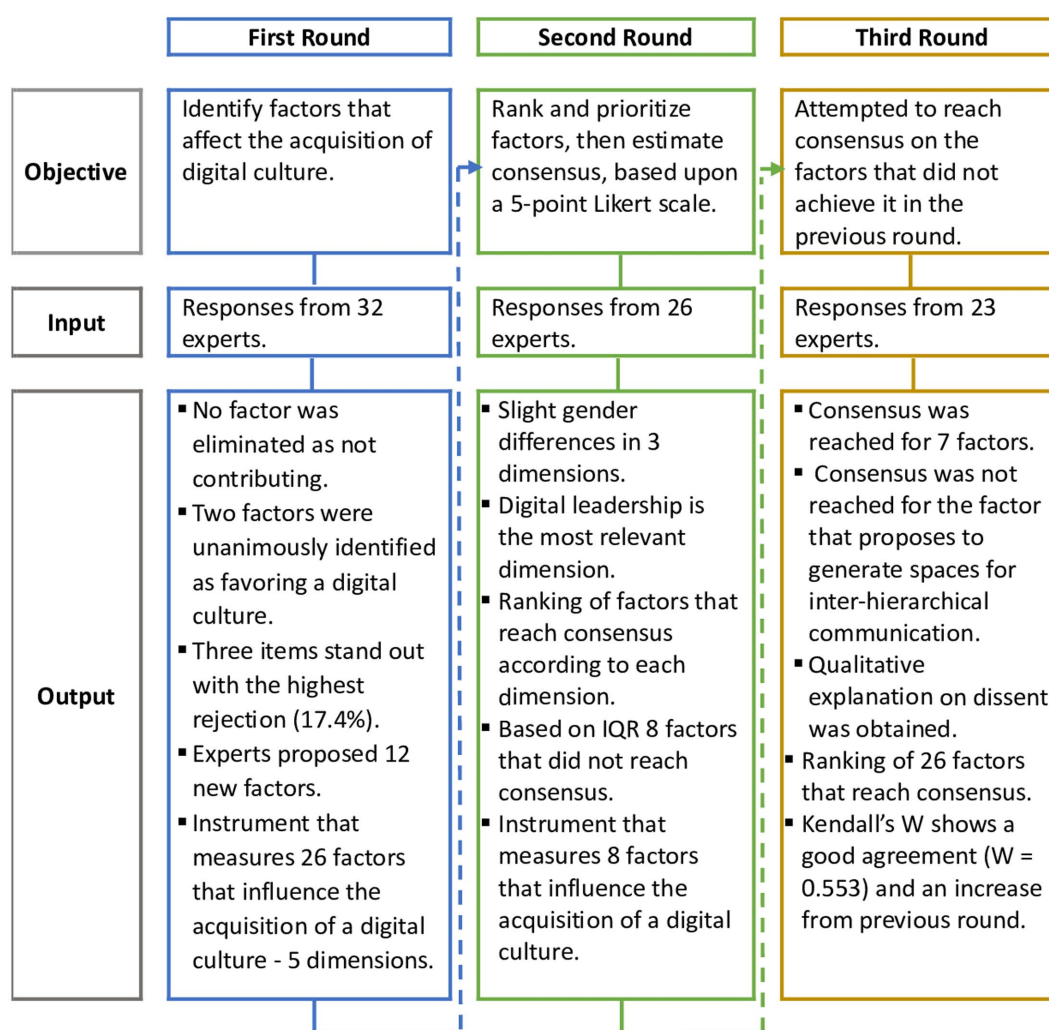 First Round
Second Round
Third Round
Objective
Identify factors that
affect the acquisition of
digital culture.
Rank and prioritize
factors, then estimate
consensus, based upon
a 5-point Likert scale.
Attempted to reach
consensus on the
factors that did not
achieve it in the
previous round.
Input
Responses from 32
experts.
Responses from 26
experts.
Responses from 23
experts.
Output
▪ No factor was
eliminated as not
contributing.
▪ Two factors were
unanimously identified
as favoring a digital
culture.
▪ Three items stand out
with the highest
rejection (17.4%).
▪ Experts proposed 12
new factors.
▪ Instrument that
measures 26 factors
that influence the
acquisition of a digital
culture - 5 dimensions.
▪ Slight gender
differences in 3
dimensions.
▪ Digital leadership is
the most relevant
dimension.
▪ Ranking of factors that
reach consensus
according to each
dimension.
▪ Based on IQR 8 factors
that did not reach
consensus.
▪ Instrument that
measures 8 factors
that influence the
acquisition of a digital
culture.
▪ Consensus was
reached for 7 factors.
▪ Consensus was not
reached for the factor
that proposes to
generate spaces for
inter-hierarchical
communication.
▪ Qualitative
explanation on dissent
was obtained.
▪ Ranking of 26 factors
that reach consensus.
▪ Kendall’s W shows a
good agreement (W =
0.553) and an increase
from previous round.